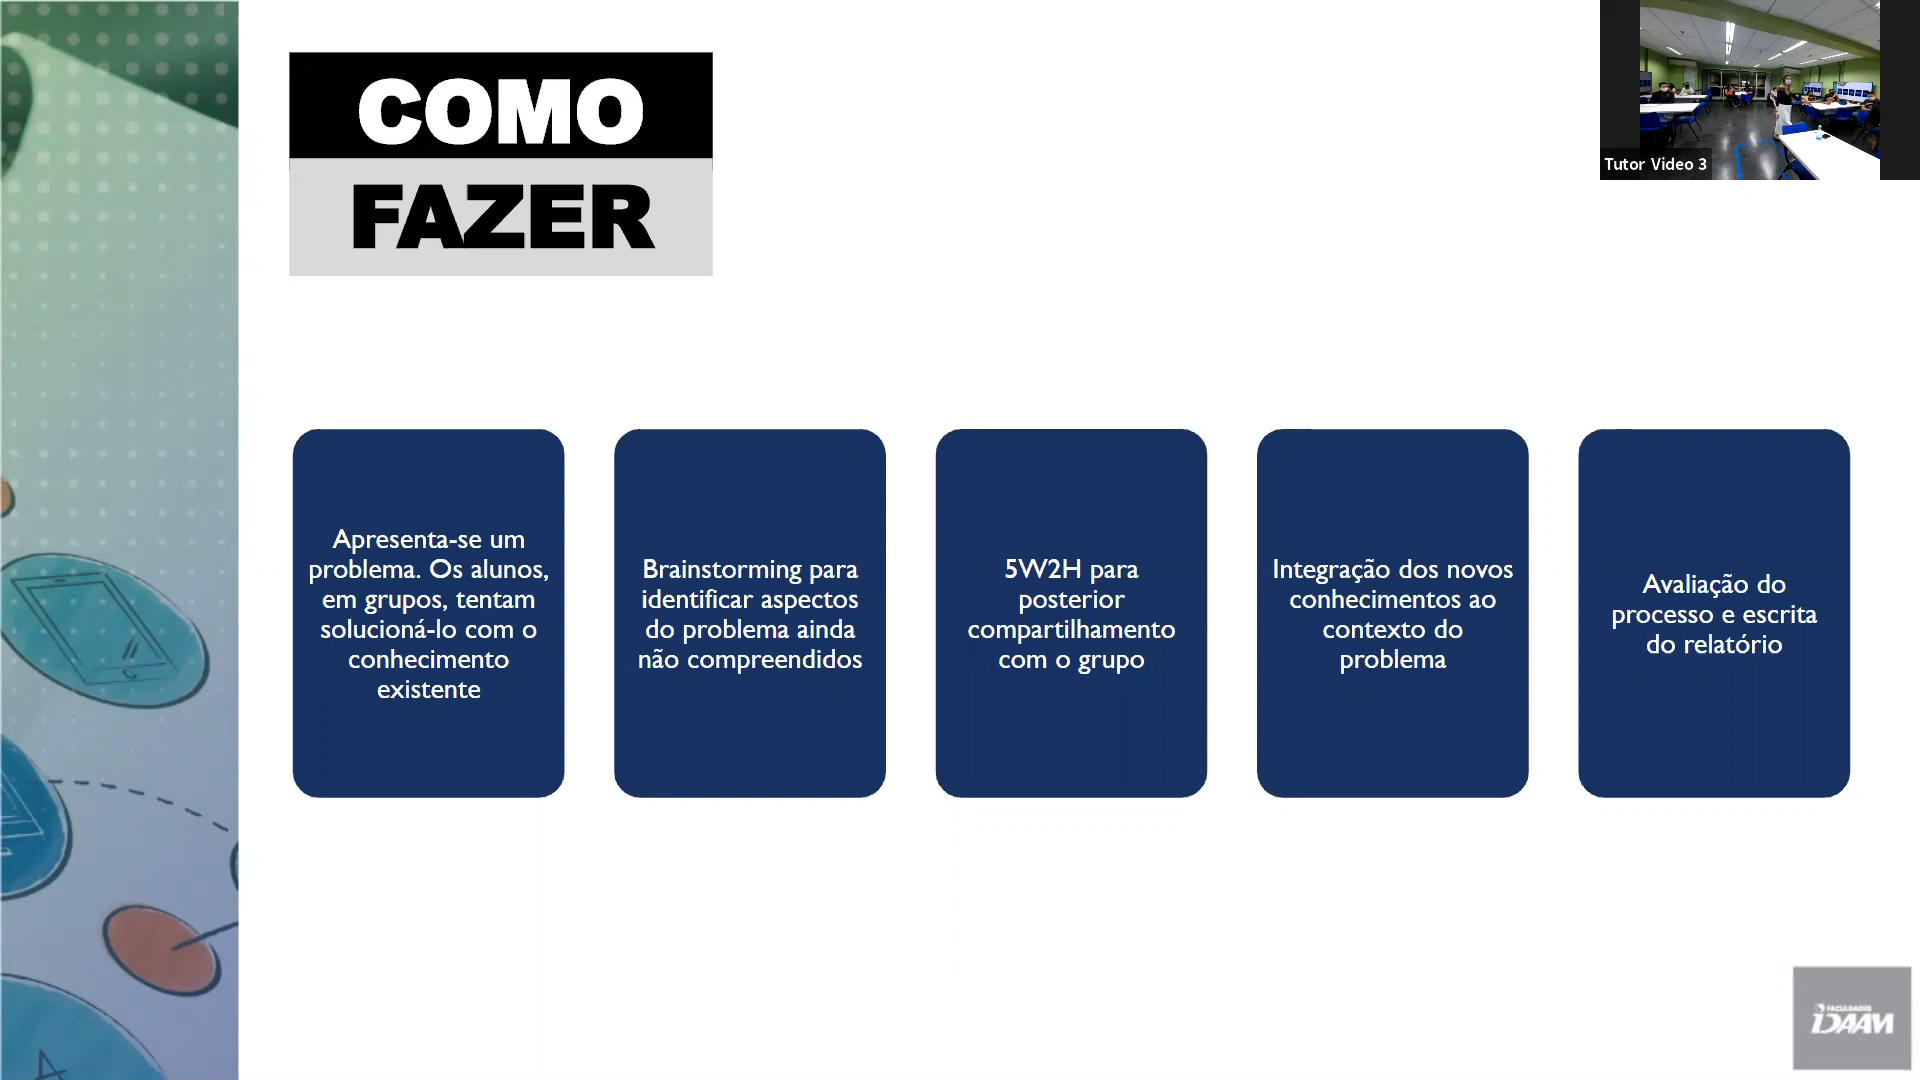 COMO
FAZER
Tutor Video 3
Apresenta-se um
problema. Os alunos,
em grupos, tentam
solucioná-lo com o
conhecimento
existente
Brainstorming para
identificar aspectos
do problema ainda
não compreendidos
5W2H para
posterior
compartilhamento
com o grupo
Integração dos novos
conhecimentos ao
contexto do
problema
Avaliação do
processo e escrita
do relatório
FACULDADES
IDAAM